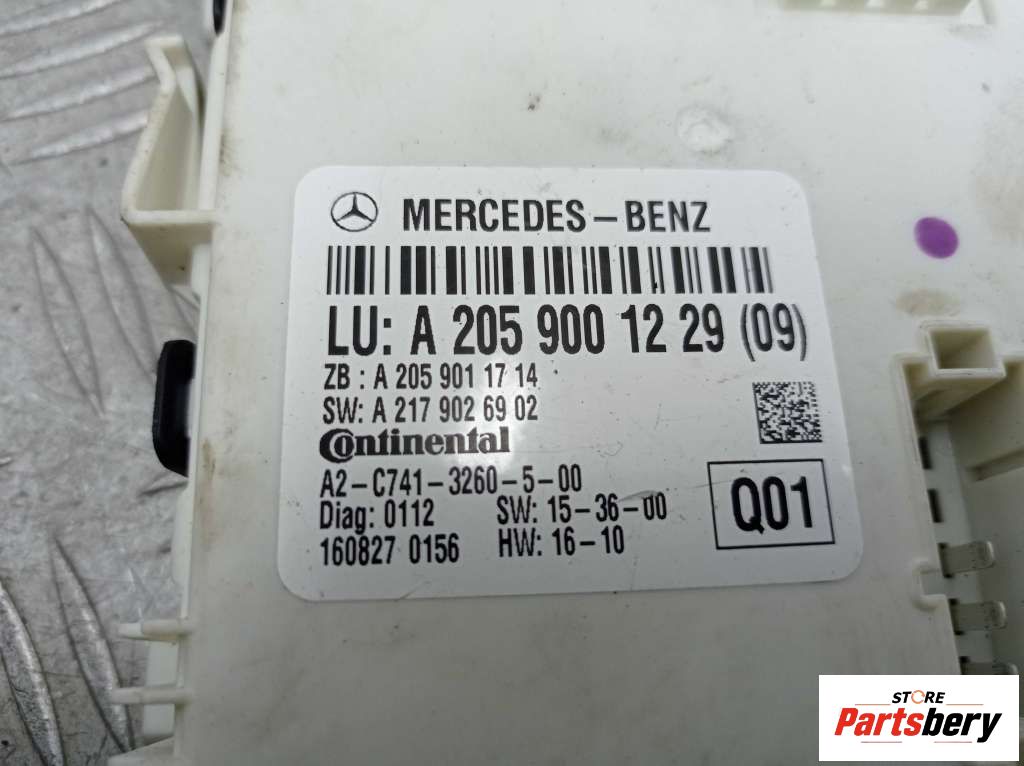 MERCEDES-BENZ
LU: A 205 900 12 29 (09)
ZB : A 205 901 17 14
SW: A 217 902 69 02
Continental
A2-C741-3260-5-00
Diag: 0112 SW: 15-36-00
160827 0156 HW: 16-10
Q01
STORE
Partsbery